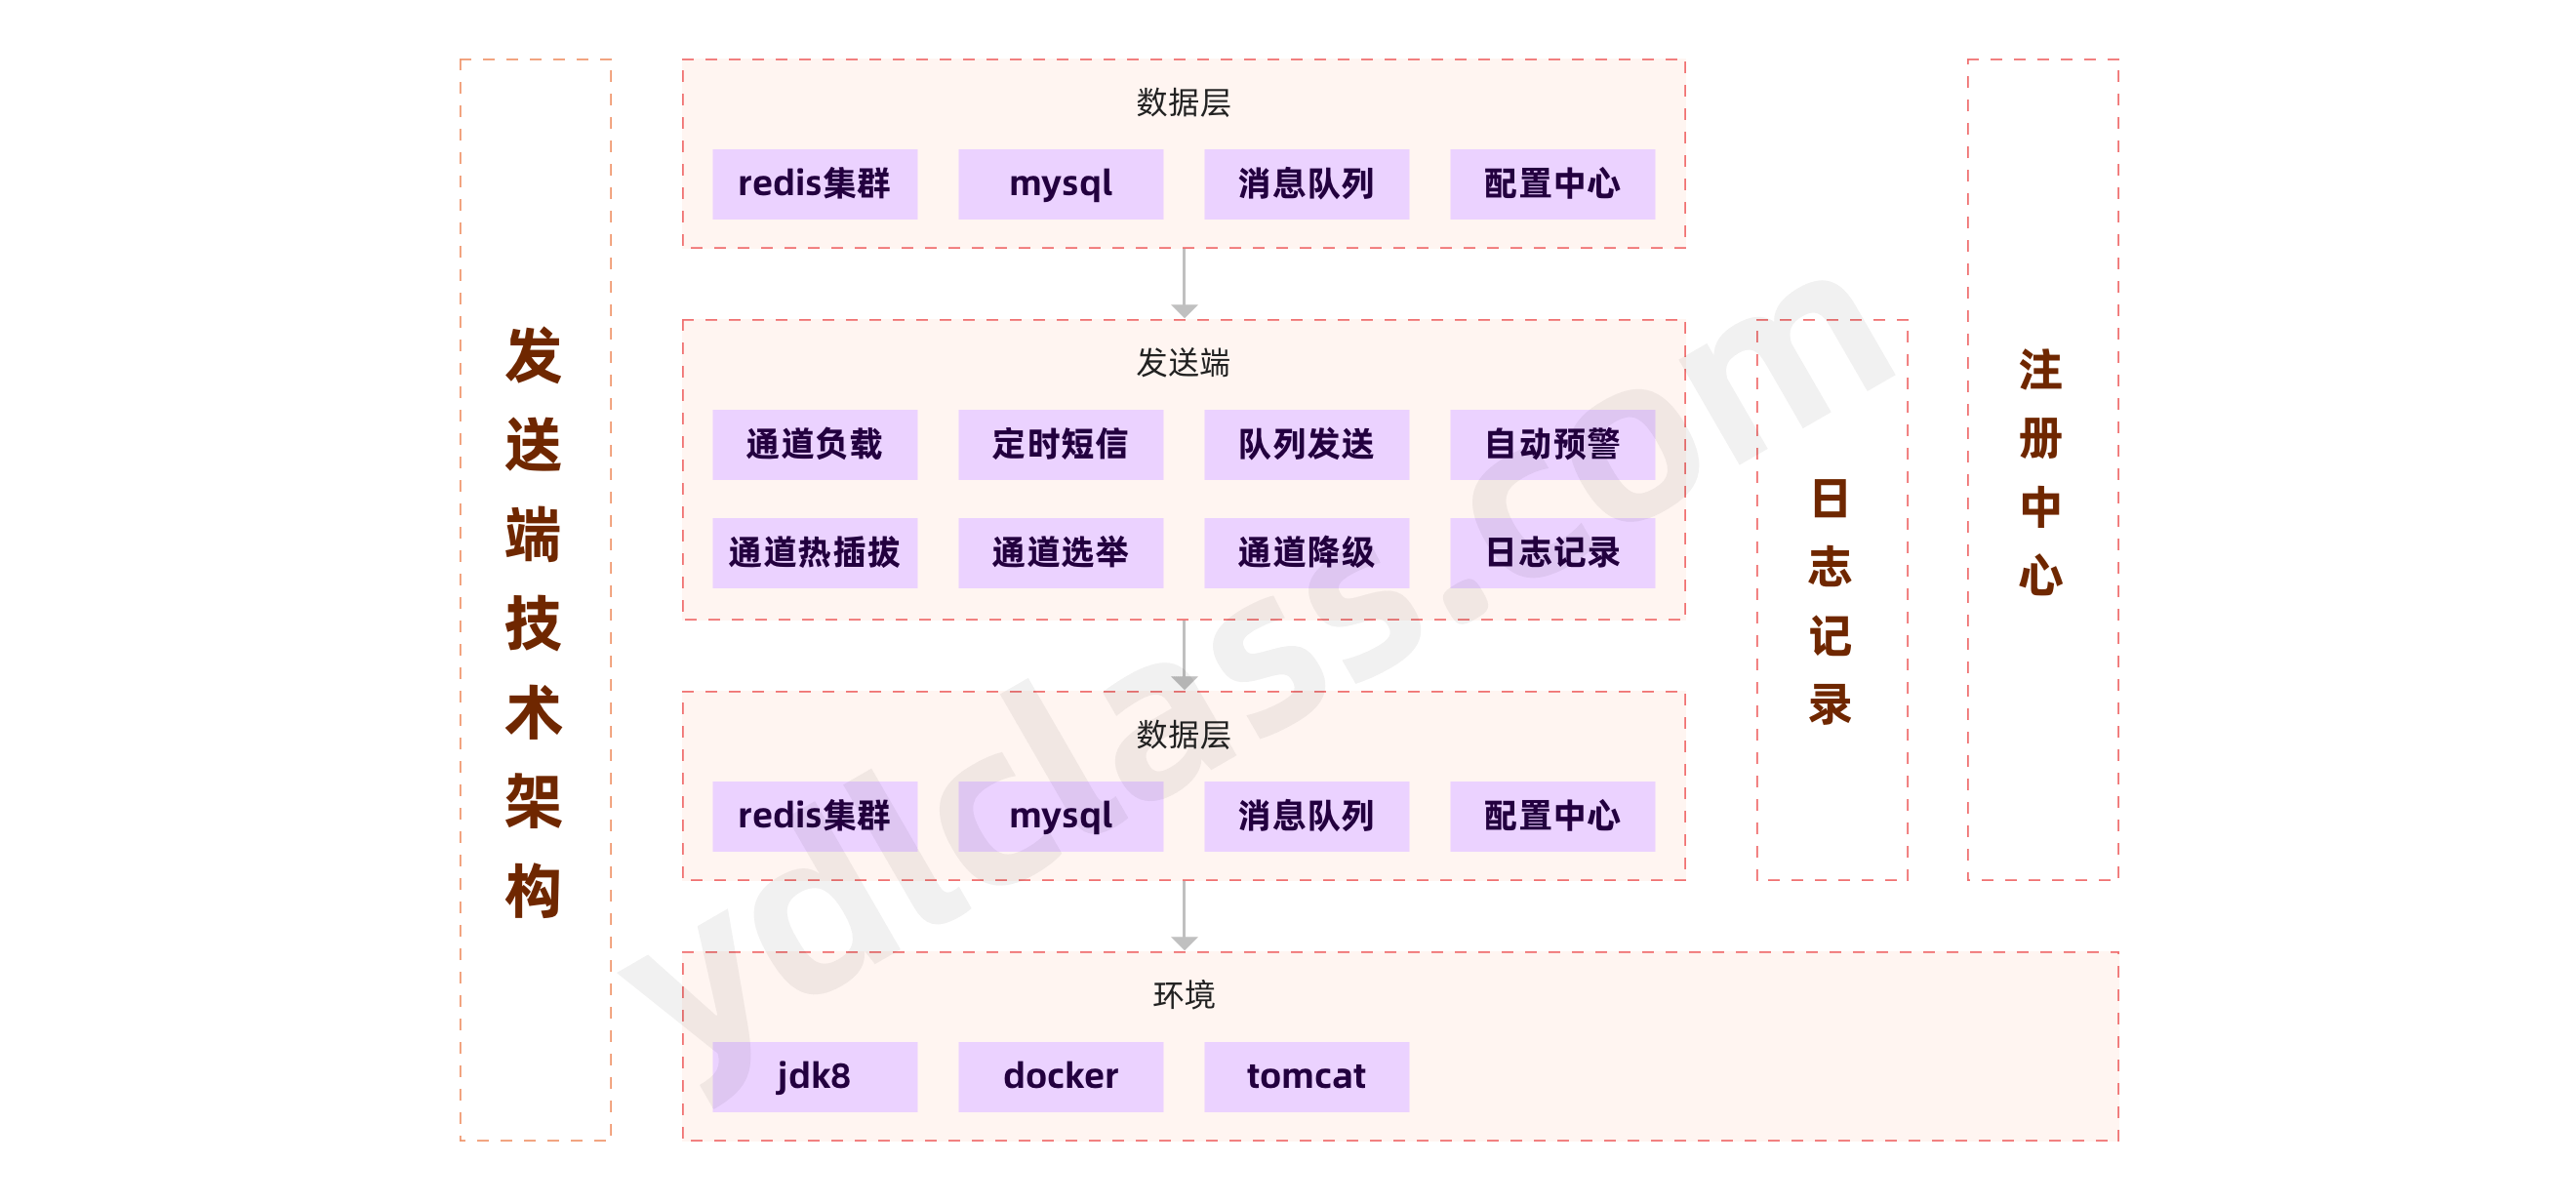 发送端技术架构
数据层
redis集群
mysql
消息队列
配置中心
发送端
通道负载
定时短信
队列发送
自动预警
通道热插拔
通道选举
通道降级
日志记录
数据层
redis集群
mysql
消息队列
配置中心
环境
jdk8
docker
tomcat
日志记录
注册中心
ydlclass.com